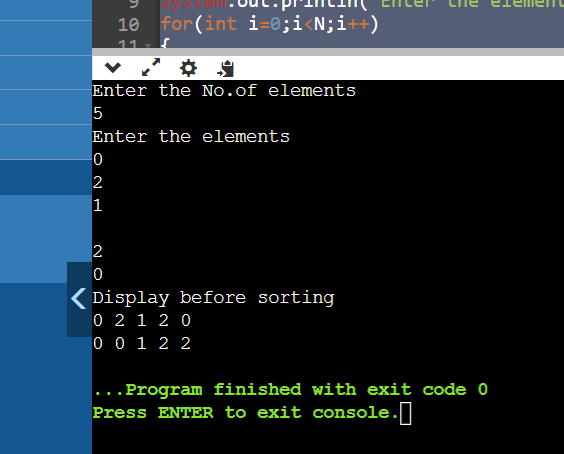 9 System.out.println("Enter the element
10 for(int i=0;i<N;i++)
11 {
Enter the No.of elements
5
Enter the elements
0
2
1
2
0
Display before sorting
0 2 1 2 0
0 0 1 2 2
...Program finished with exit code 0
Press ENTER to exit console.